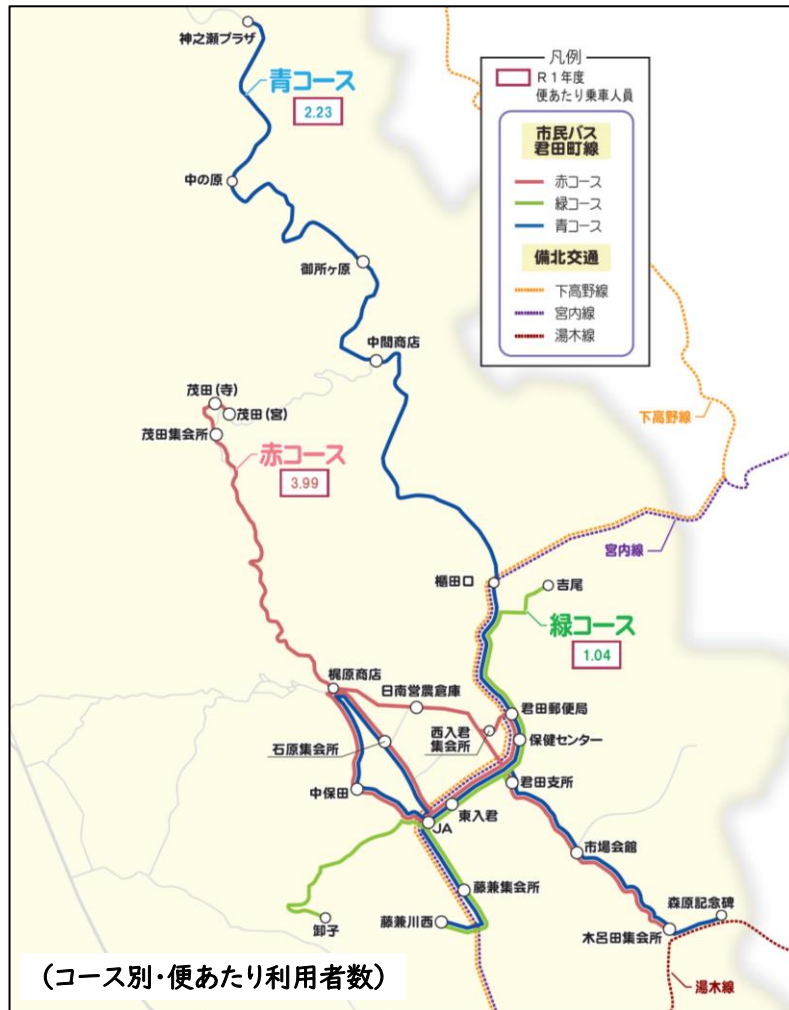 神之瀬プラザ
青コース
2.23
中の原
御所ヶ原
中間商店
凡例
R1年度
便あたり乗車人員
市民バス
君田町線
赤コース
緑コース
青コース
備北交通
下高野線
宮内線
湯木線
茂田(寺)
茂田(宮)
茂田集会所
赤コース
3.99
下高野線
宮内線
櫃田口
吉尾
緑コース
1.04
梶原商店
日南営農倉庫
君田郵便局
西入君
集会所
保健センター
石原集会所
君田支所
中保田
東入君
JA
市場会館
藤兼集会所
森原記念碑
藤兼川西
卸子
木呂田集会所
湯木線
(コース別・便あたり利用者数)